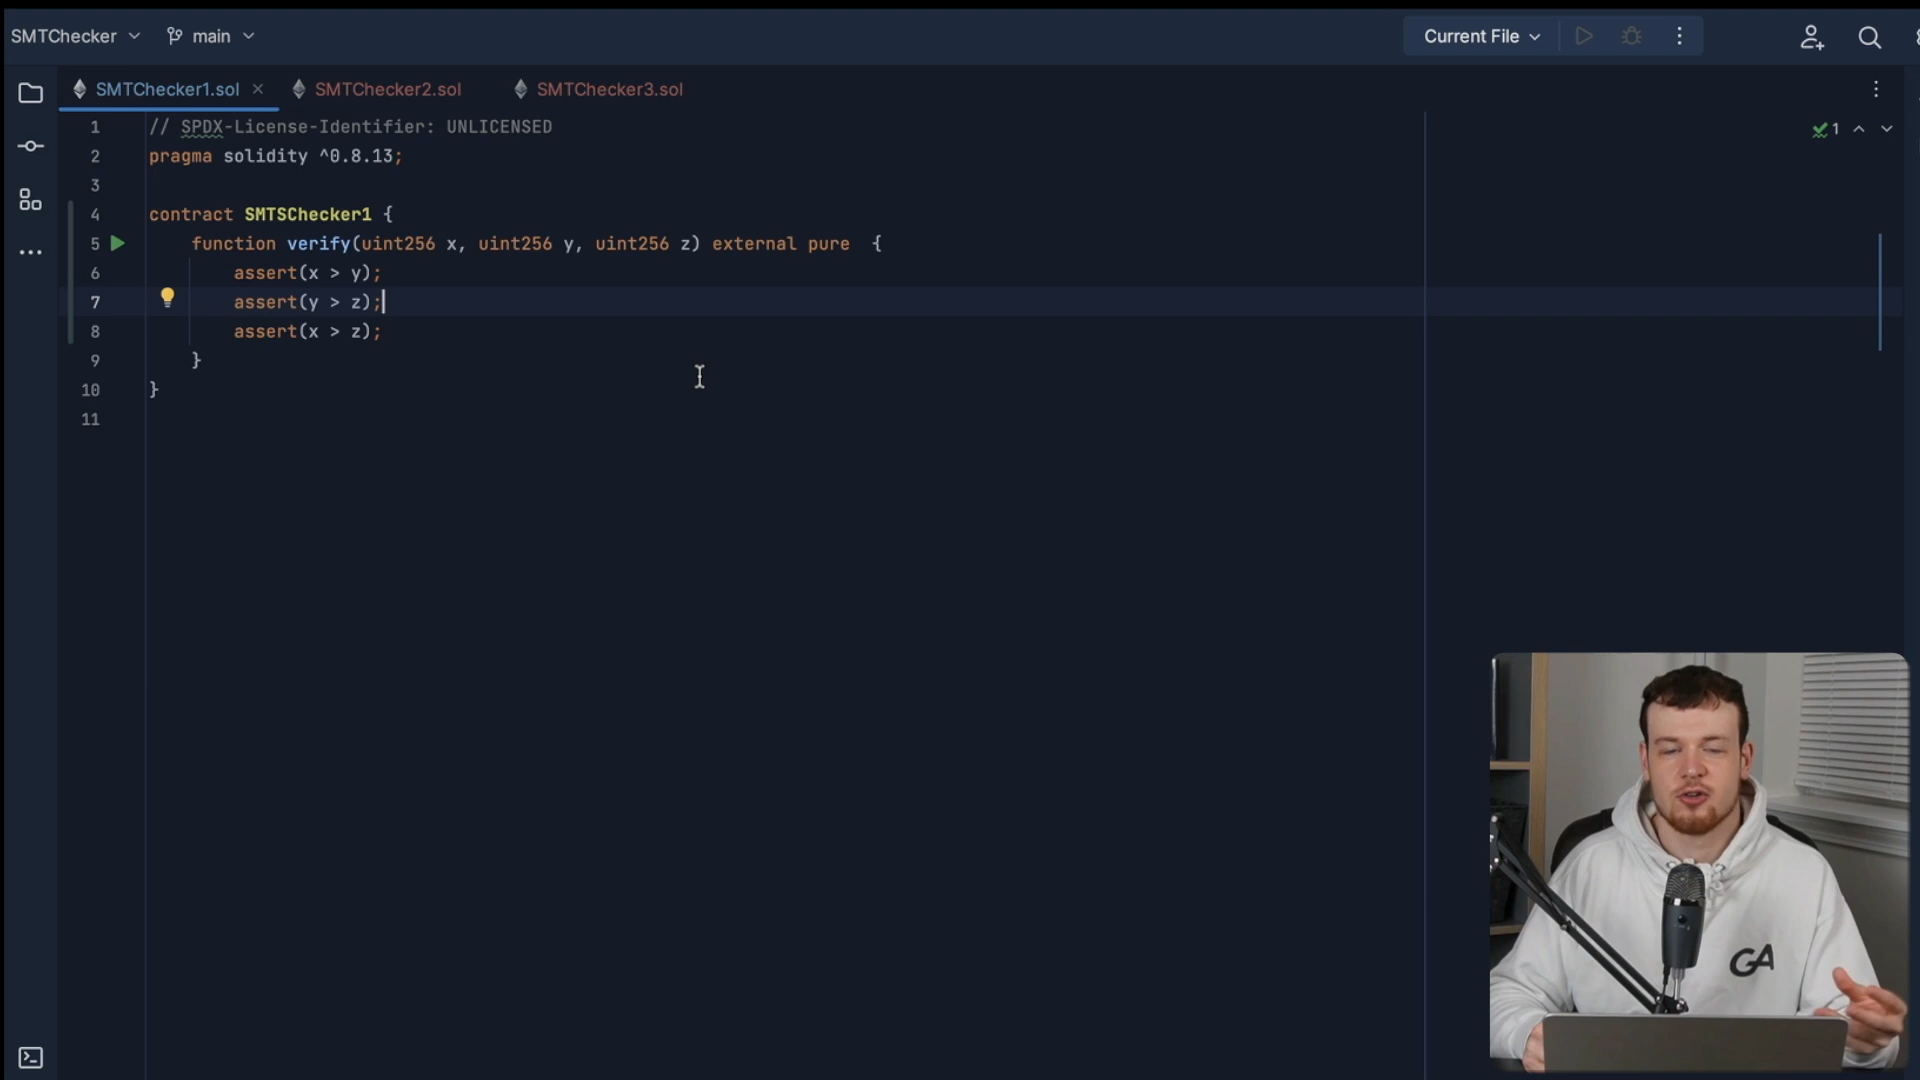 SMTChecker main Current File
SMTChecker1.sol SMTChecker2.sol SMTChecker3.sol
1 // SPDX-License-Identifier: UNLICENSED 1
2 pragma solidity ^0.8.13;
3
4 contract SMTSChecker1 {
5 function verify(uint256 x, uint256 y, uint256 z) external pure {
6 assert(x > y);
7 assert(y > z);
8 assert(x > z);
9 }
10 }
11
GA